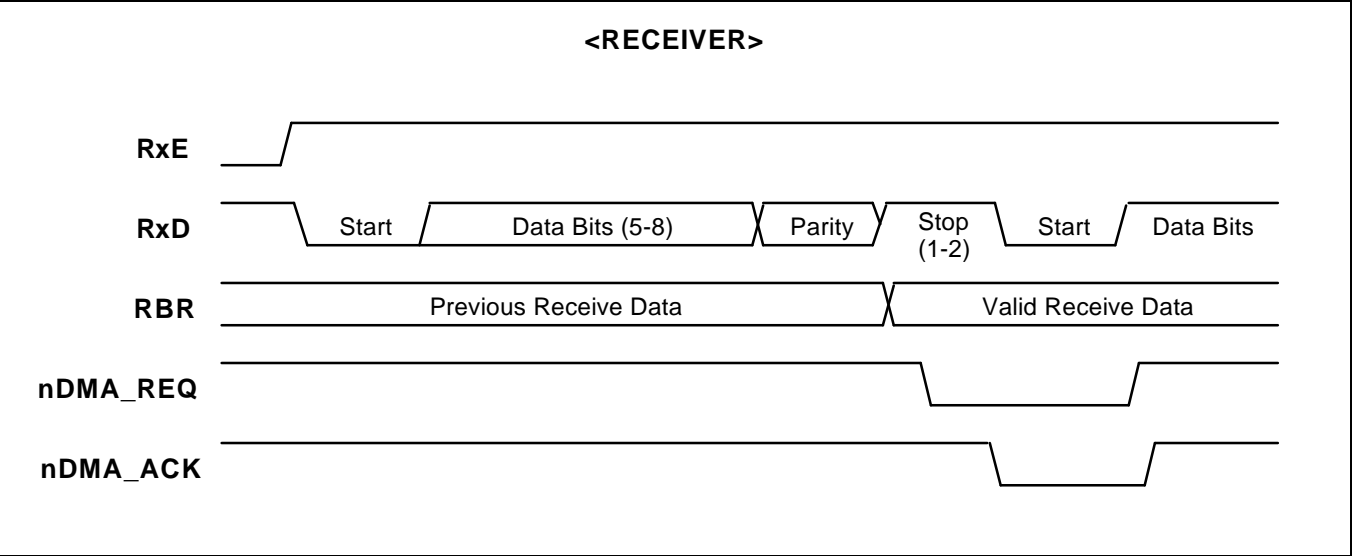 <RECEIVER>
RxE
RxD Start Data Bits (5-8) Parity Stop (1-2) Start Data Bits
RBR Previous Receive Data Valid Receive Data
nDMA_REQ
nDMA_ACK